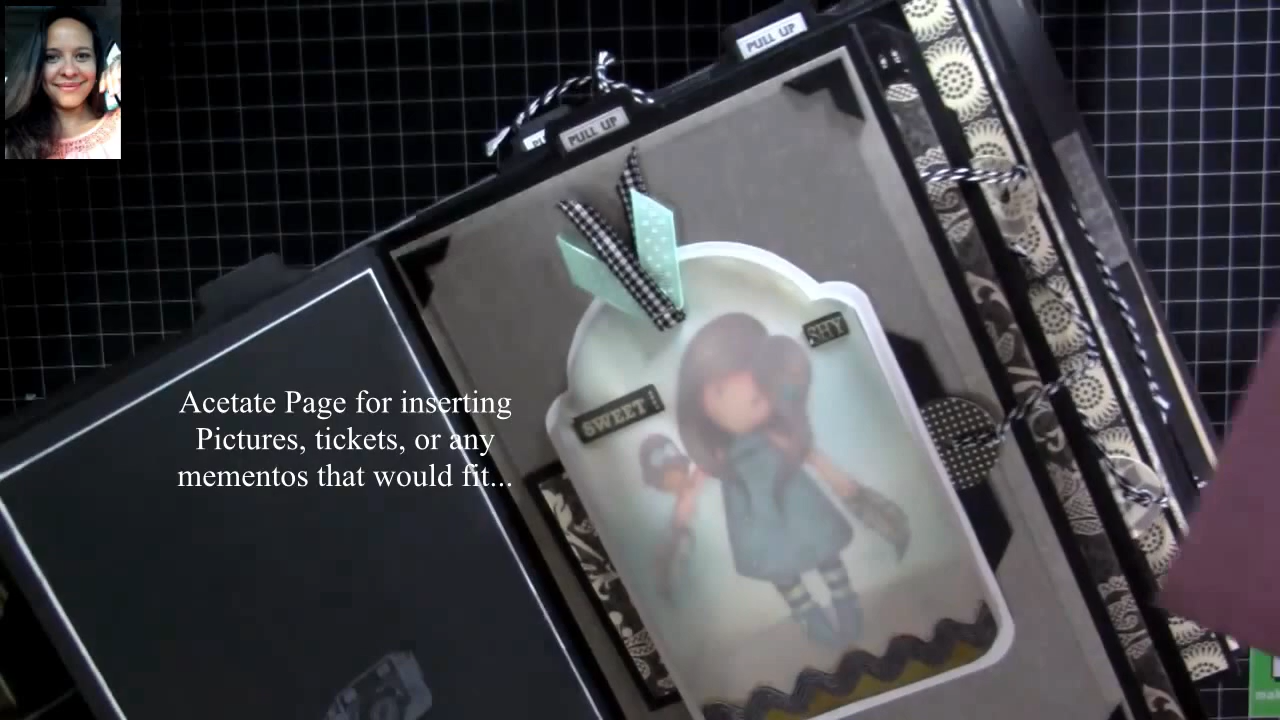 PULL UP
PULL UP
SHY
SWEET!
Acetate Page for inserting
Pictures, tickets, or any
mementos that would fit...